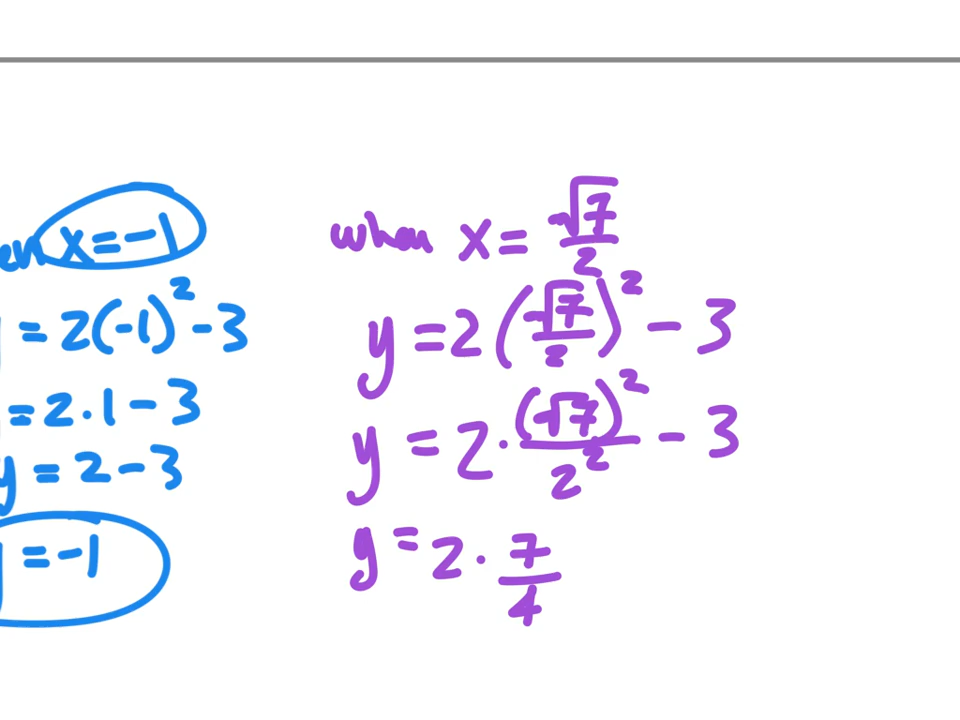 en x = -1
= 2(-1)² - 3
= 2 · 1 - 3
y = 2 - 3
= -1
when x = √7/2
y = 2(√7/2)² - 3
y = 2 · (√7)²/2² - 3
y = 2 · 7/4